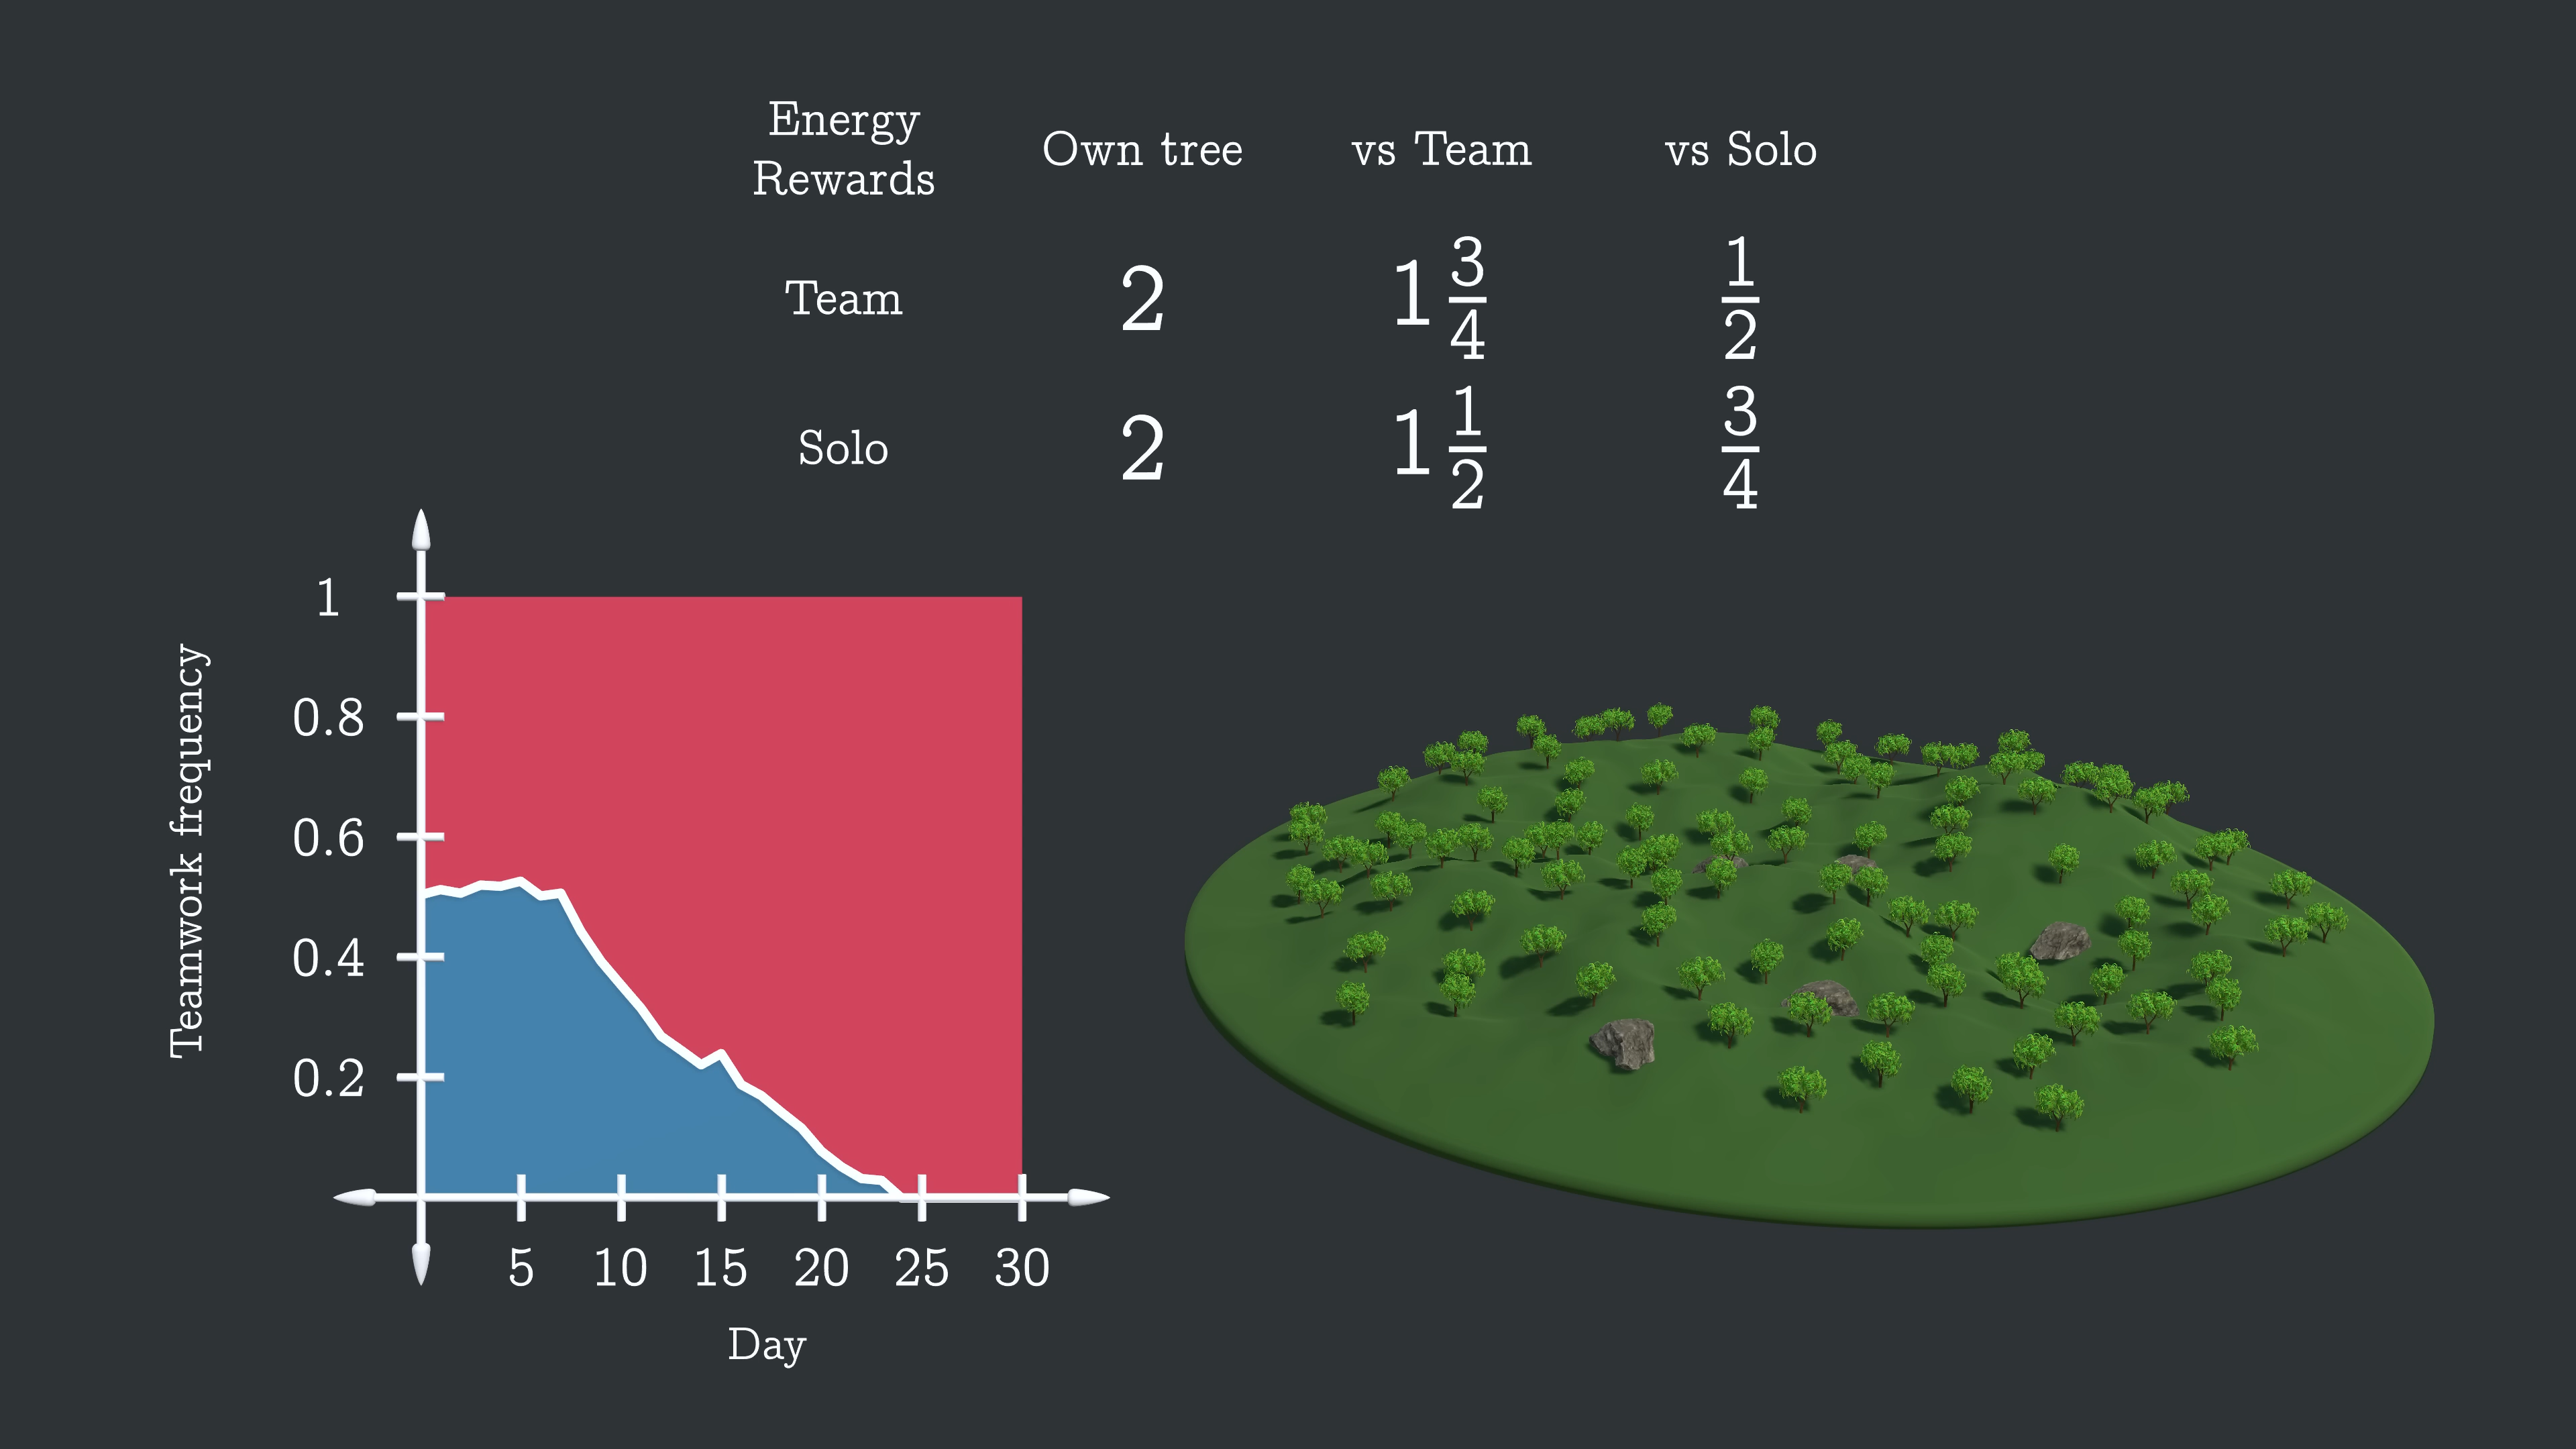 Energy
Rewards
Own tree
vs Team
vs Solo
Team
2
1 3/4
1/2
Solo
2
1 1/2
3/4
Teamwork frequency
1
0.8
0.6
0.4
0.2
5 10 15 20 25 30
Day